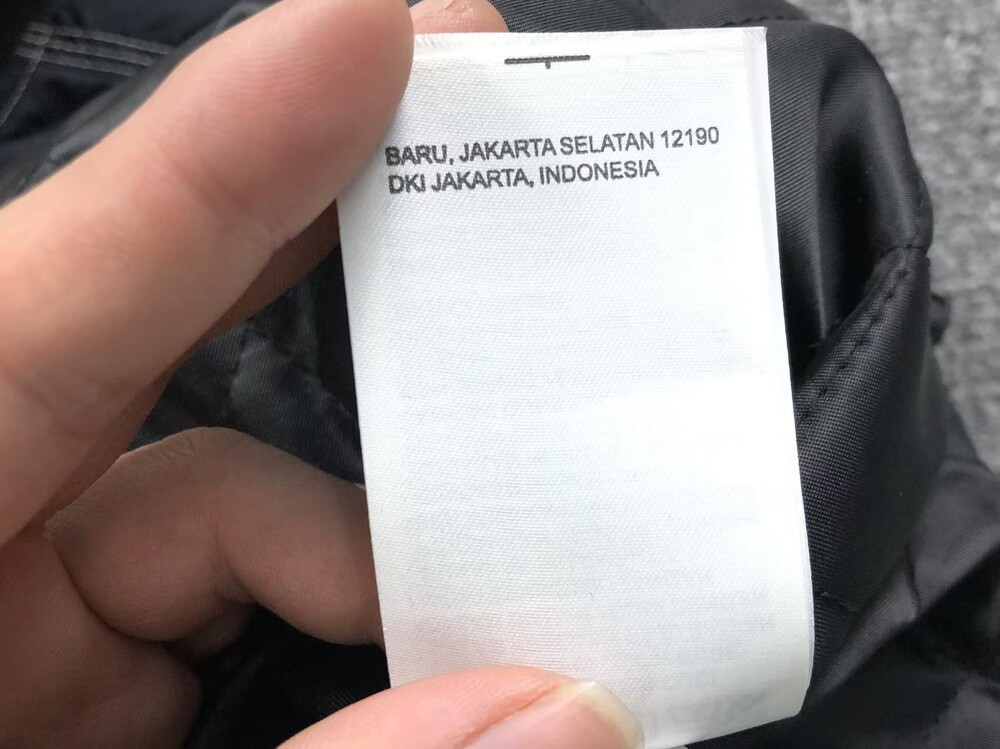 BARU, JAKARTA SELATAN 12190
DKI JAKARTA, INDONESIA